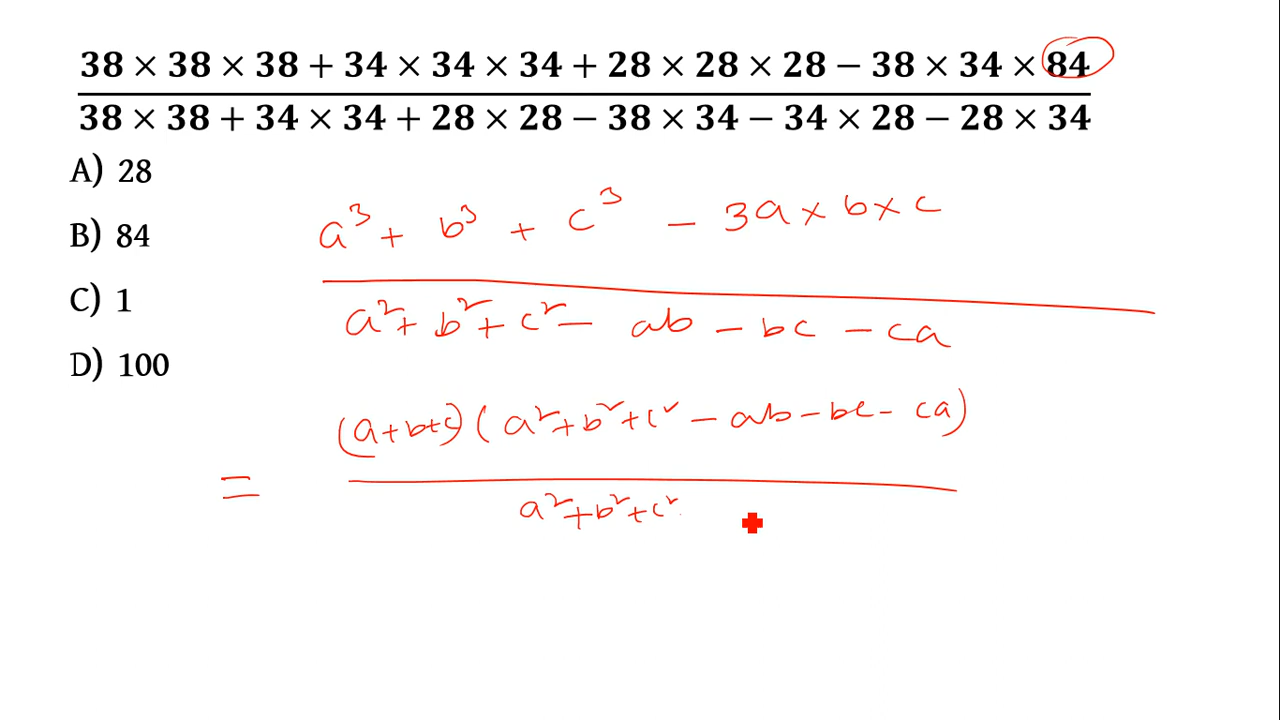 38 × 38 × 38 + 34 × 34 × 34 + 28 × 28 × 28 − 38 × 34 × 84
38 × 38 + 34 × 34 + 28 × 28 − 38 × 34 − 34 × 28 − 28 × 34
A) 28
B) 84
C) 1
D) 100
a³ + b³ + c³ − 3a × b × c
a² + b² + c² − ab − bc − ca
(a+b+c) (a² + b² + c² − ab − bc − ca)
=
a² + b² + c²